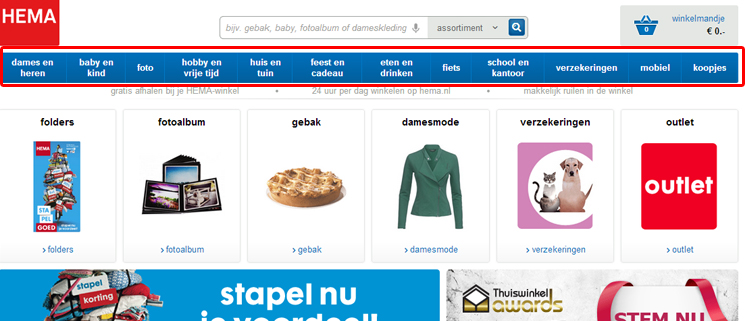 HEMA
bijv. gebak, baby, fotoalbum of dameskleding
assortiment
0
winkelmandje
€ 0.-
dames en heren
baby en kind
foto
hobby en vrije tijd
huis en tuin
feest en cadeau
eten en drinken
fiets
school en kantoor
verzekeringen
mobiel
koopjes
gratis afhalen bij je HEMA-winkel • 24 uur per dag winkelen op hema.nl • makkelijk ruilen in de winkel
folders
fotoalbum
gebak
damesmode
verzekeringen
outlet
HEMA
STA
PEL
GOED
outlet
› folders
› fotoalbum
› gebak
› damesmode
› verzekeringen
› outlet
stapel
korting
stapel nu
je voordeel!
Thuiswinkel
awards
STEM NU